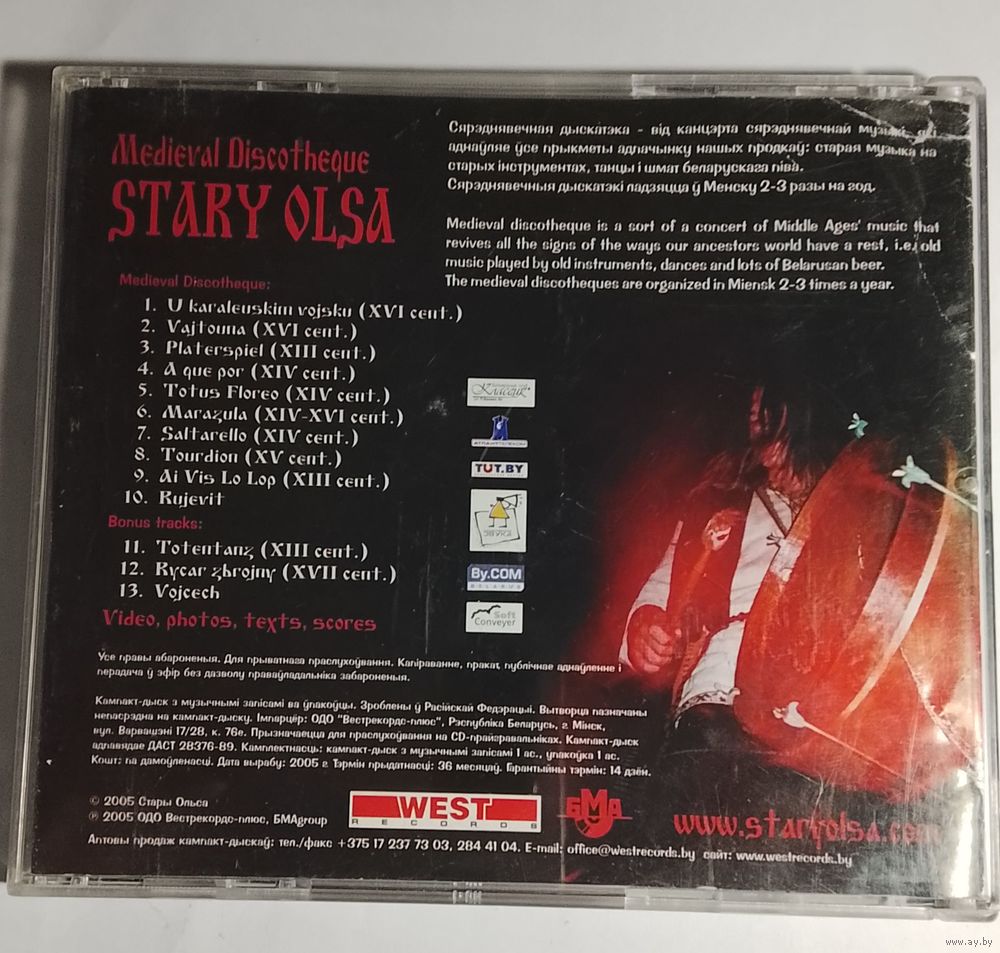 Medieval Discotheque
STARY OLSA
Сярэднявечная дыскатэка - від канцэрта сярэднявечнай музыкі, які
аднаўляе ўсе прыкметы адпачынку нашых продкаў: старая музыка на
старых інструментах, танцы і шмат беларускага піва.
Сярэднявечныя дыскатэкі ладзяцца ў Менску 2-3 разы на год.
Medieval discotheque is a sort of a concert of Middle Ages' music that
revives all the signs of the ways our ancestors world have a rest, i.e. old
music played by old instruments, dances and lots of Belarusan beer.
The medieval discotheques are organized in Miensk 2-3 times a year.
Medieval Discotheque:
1. U karaleuskim vojsku (XVI cent.)
2. Vajtouna (XVI cent.)
3. Platerspiel (XIII cent.)
4. A que por (XIV cent.)
5. Totus Floreo (XIV cent.)
6. Marazula (XIV-XVI cent.)
7. Saltarello (XIV cent.)
8. Tourdion (XV cent.)
9. Ai Vis Lo Lop (XIII cent.)
10. Rujevit
Bonus tracks:
11. Totentanz (XIII cent.)
12. Rycar zbrojny (XVII cent.)
13. Vojcech
Video, photos, texts, scores
Классик
TUT.BY
By.COM
BELARUS
Soft
Conveyer
Усе правы абароненыя. Для прыватнага праслухоўвання. Капіраванне, пракат, публічнае аднаўленне і
перадача ў эфір без дазволу праваўладальніка забароненыя.
Кампакт-дыск з музычнымі запісамі ва ўпакоўцы. Зроблены ў Расійскай Федэрацыі. Вытворца пазначаны
непасрэдна на кампакт-дыску. Імпарцёр: ОДО "Вестрекордс-плюс", Рэспубліка Беларусь, г. Мінск,
вул. Варвашэні 17/28, к. 76е. Прызначаецца для праслухоўвання на CD-прайгравальніках. Кампакт-дыск
адпавядае ДАСТ 28376-89. Камплектнасць: кампакт-дыск з музычнымі запісамі 1 ас., упакоўка 1 ас.
Кошт: па дамоўленасці. Дата вырабу: 2005 г. Тэрмін прыдатнасці: 36 месяцаў. Гарантыйны тэрмін: 14 дзён.
© 2005 Стары Ольса
℗ 2005 ОДО Вестрекордс-плюс, БМАgroup
WEST
RECORDS
БМА
www.staryolsa.com
Аптовы продаж кампакт-дыскаў: тел./факс +375 17 237 73 03, 284 41 04. E-mail: office@westrecords.by сайт: www.westrecords.by
www.ay.by